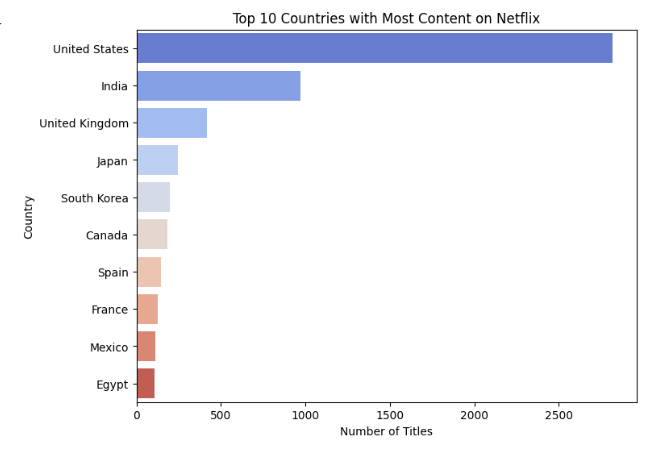 Top 10 Countries with Most Content on Netflix
United States
India
United Kingdom
Japan
South Korea
Canada
Spain
France
Mexico
Egypt
Country
0 500 1000 1500 2000 2500
Number of Titles